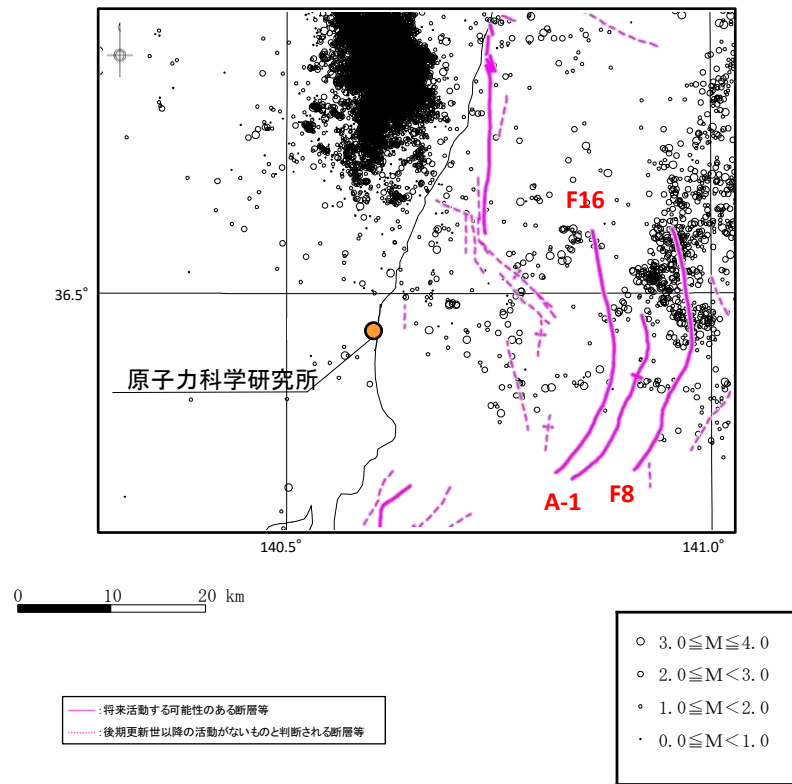 F16
36.5°
原子力科学研究所
A-1
F8
140.5°
141.0°
0 10 20 km
3.0≦M≦4.0
2.0≦M<3.0
1.0≦M<2.0
0.0≦M<1.0
:将来活動する可能性のある断層等
:後期更新世以降の活動がないものと判断される断層等